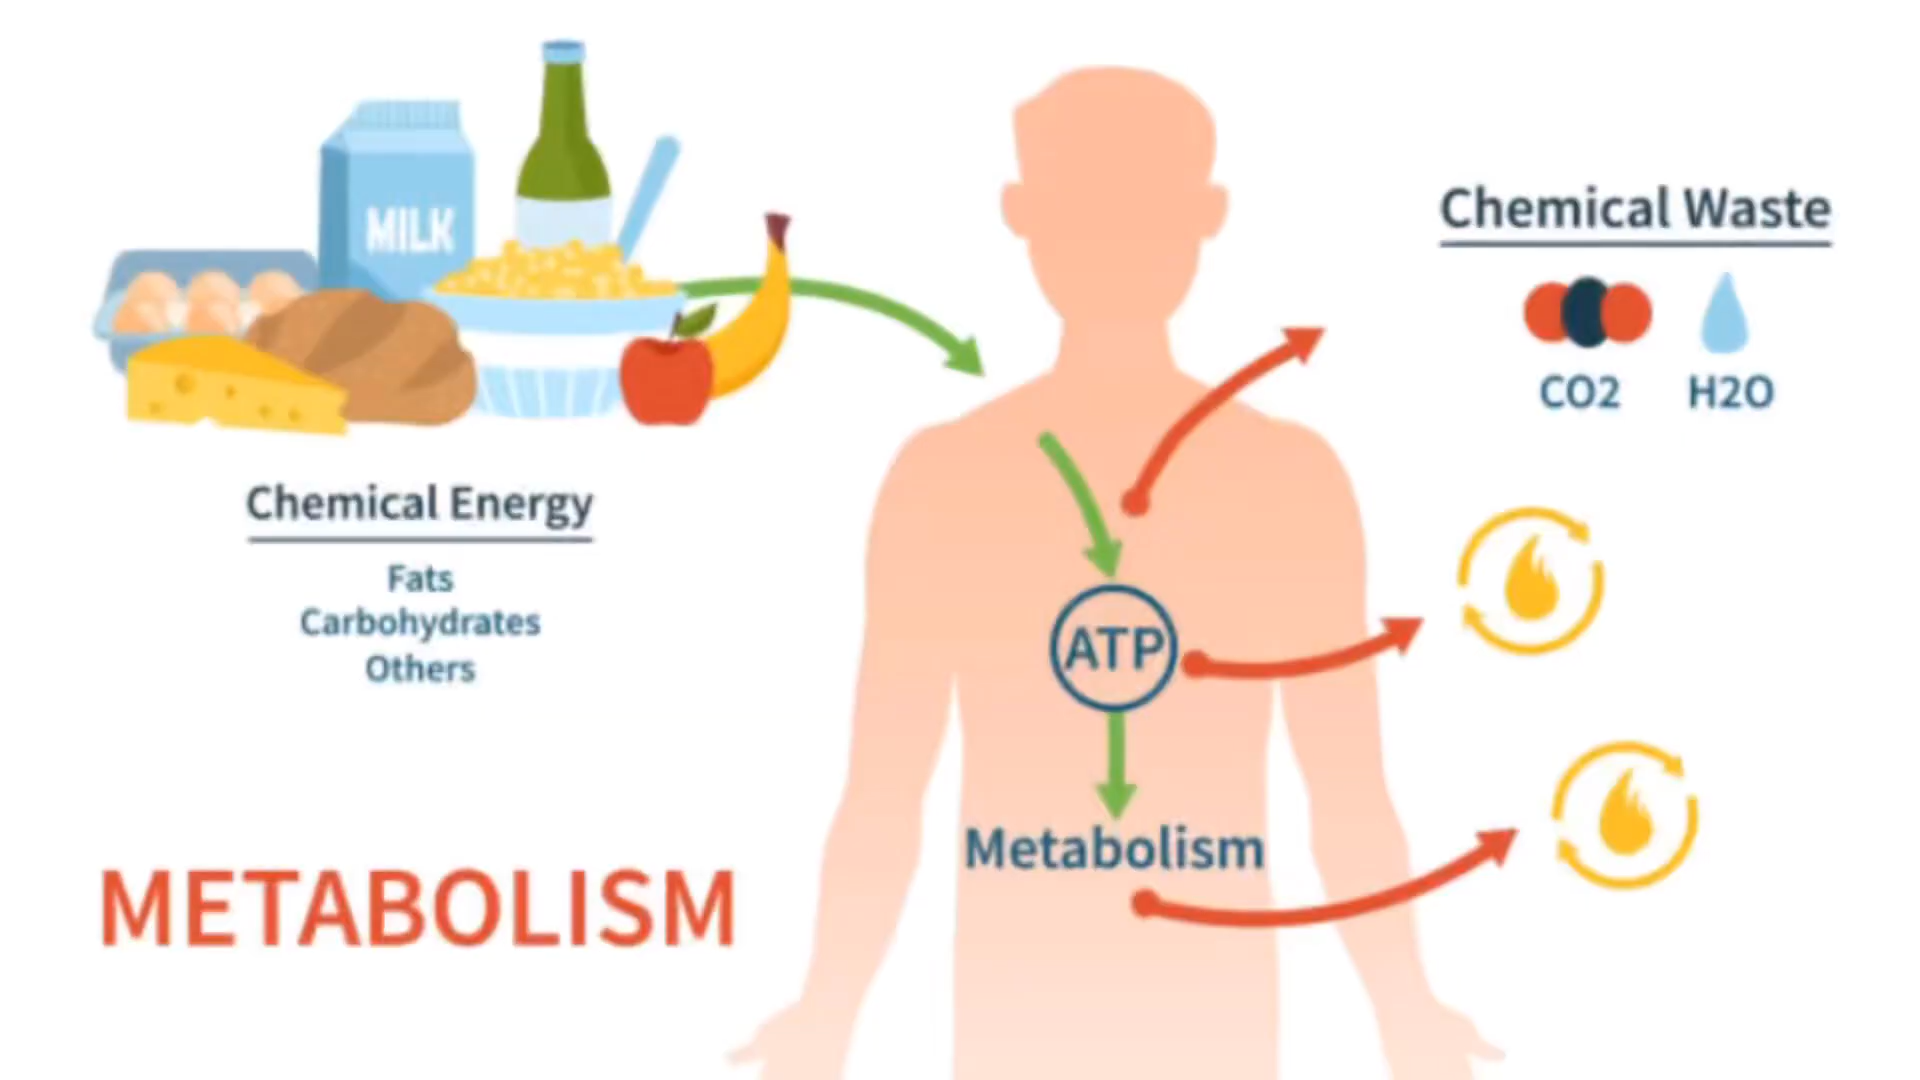 MILK
Chemical Energy
Fats
Carbohydrates
Others
METABOLISM
ATP
Metabolism
Chemical Waste
CO2 H2O